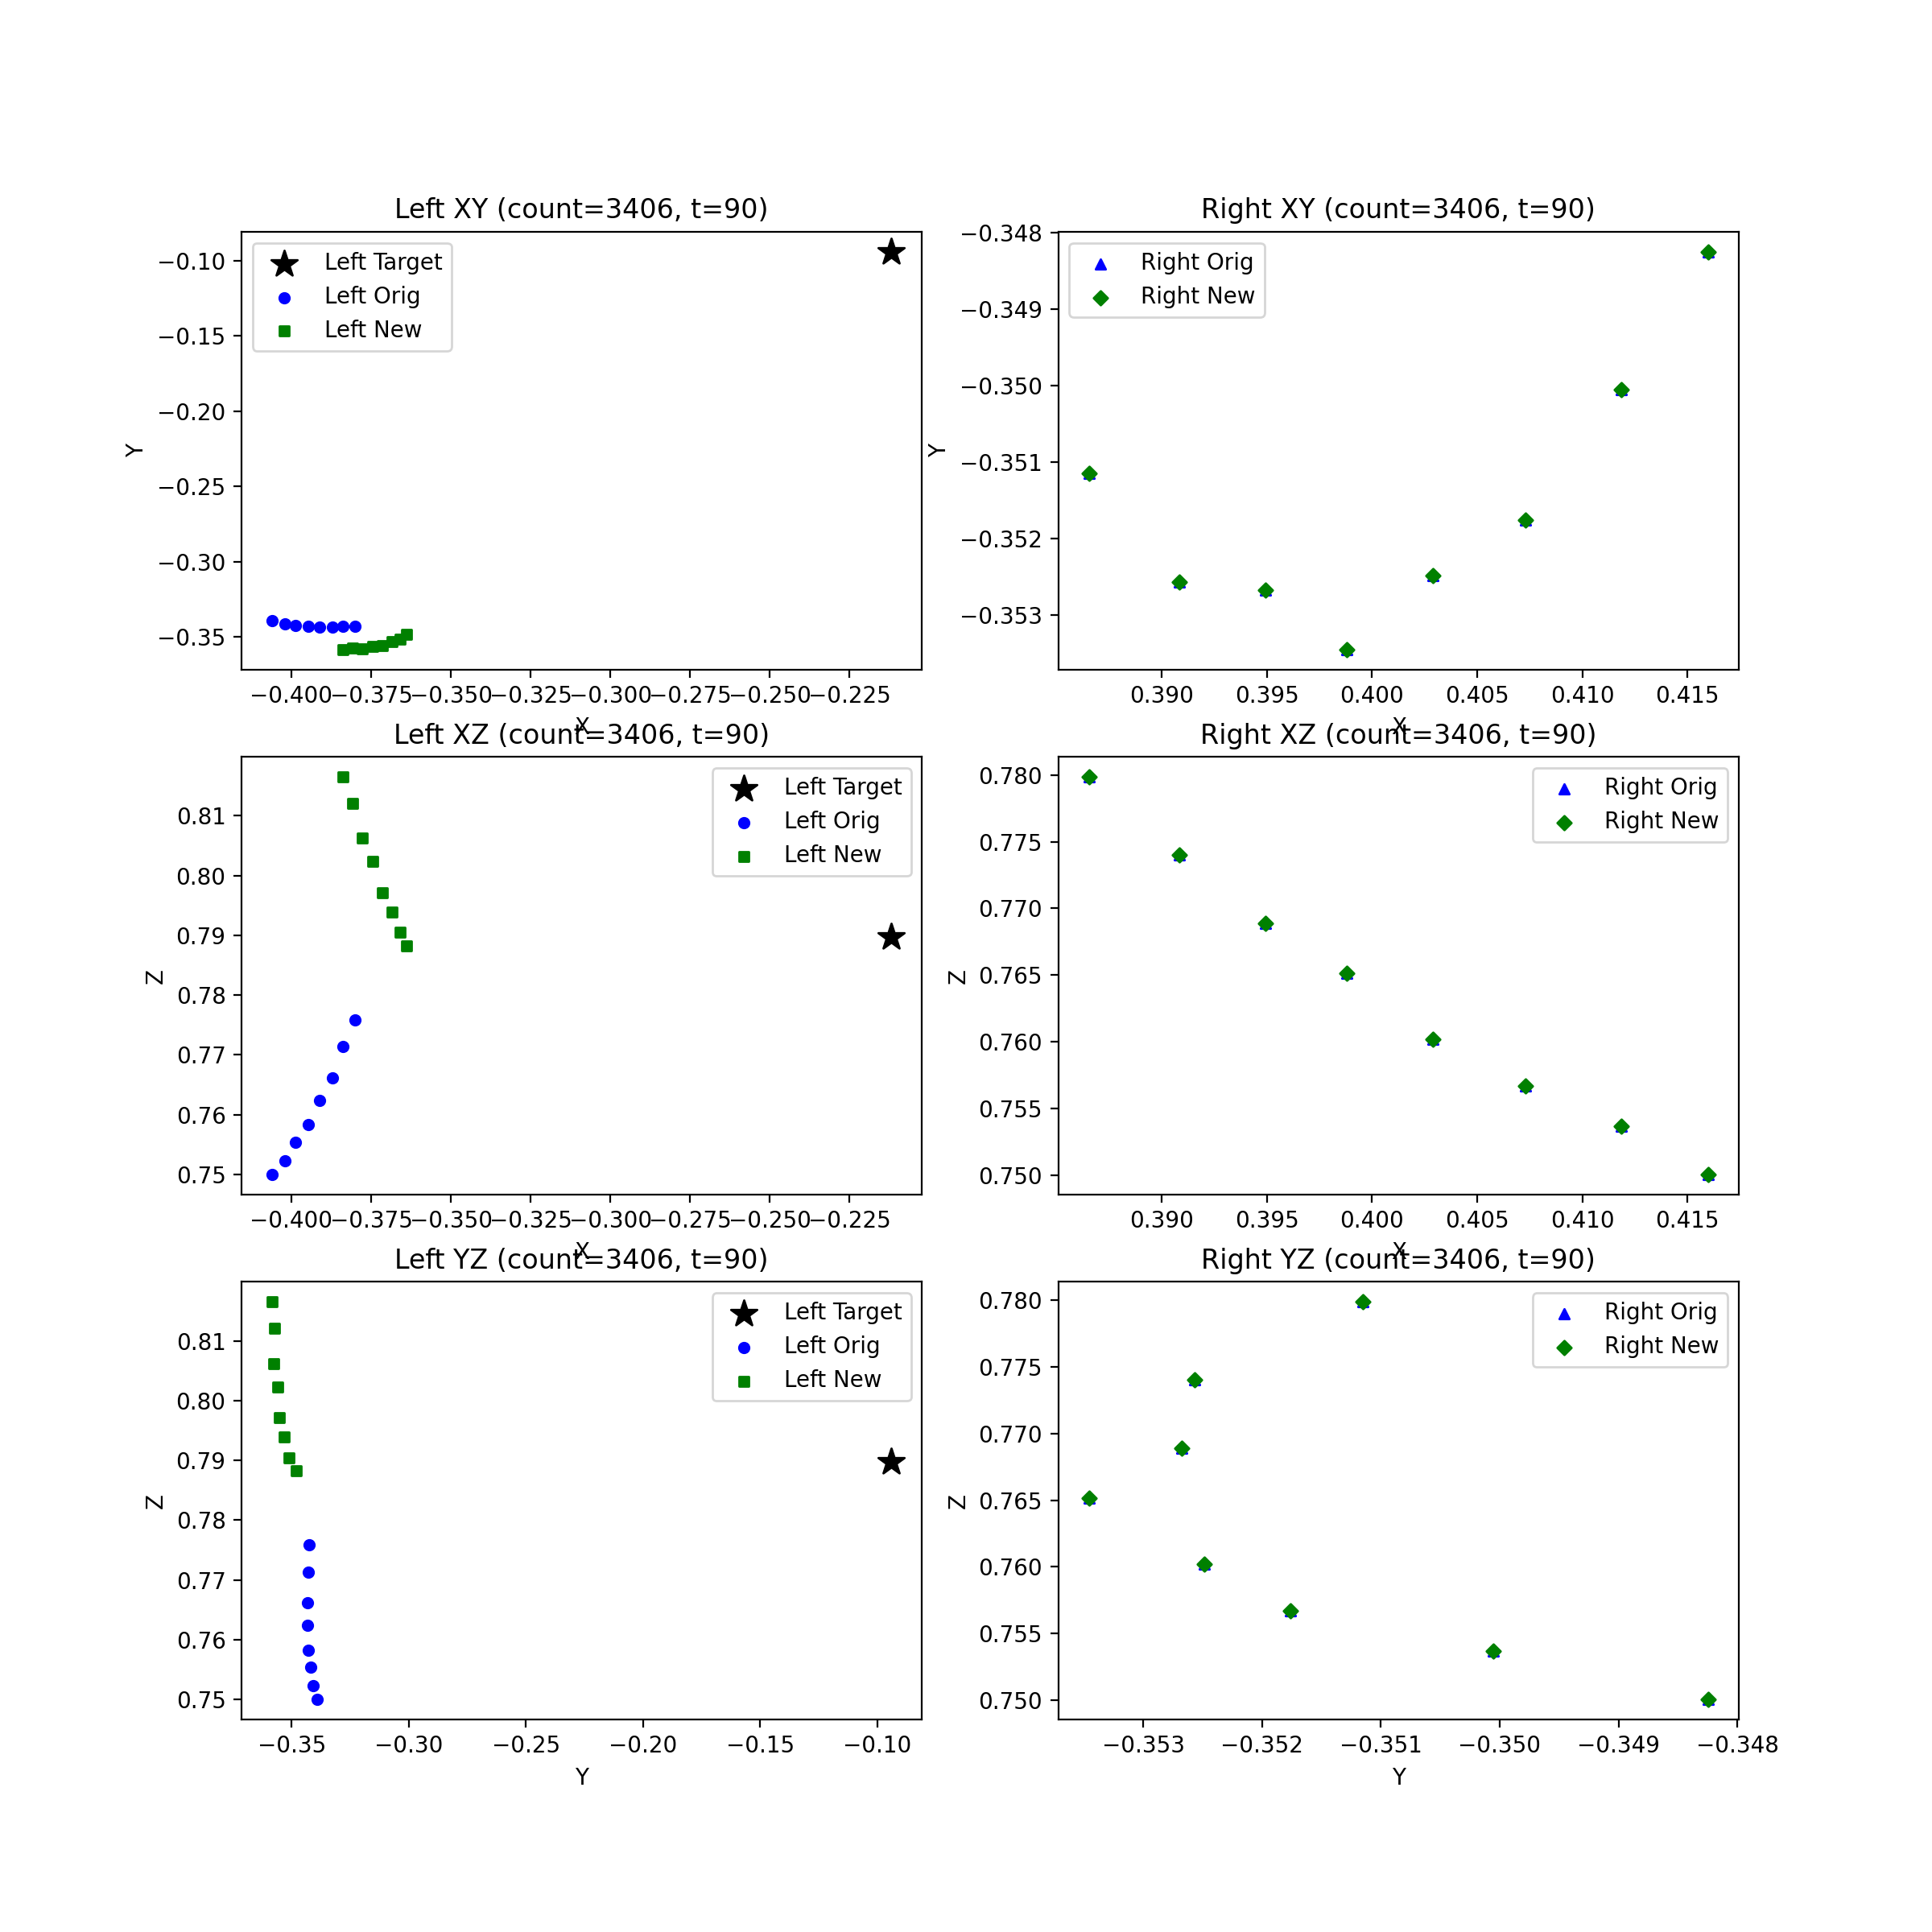 Left XY (count=3406, t=90)
Left Target
Left Orig
Left New
−0.10
−0.15
−0.20
−0.25
−0.30
−0.35
Y
−0.400 −0.375 −0.350 −0.325 −0.300 −0.275 −0.250 −0.225
X
Right XY (count=3406, t=90)
Right Orig
Right New
−0.348
−0.349
−0.350
−0.351
−0.352
−0.353
Y
0.390 0.395 0.400 0.405 0.410 0.415
X
Left XZ (count=3406, t=90)
Left Target
Left Orig
Left New
0.81
0.80
0.79
0.78
0.77
0.76
0.75
Z
−0.400 −0.375 −0.350 −0.325 −0.300 −0.275 −0.250 −0.225
X
Right XZ (count=3406, t=90)
Right Orig
Right New
0.780
0.775
0.770
0.765
0.760
0.755
0.750
Z
0.390 0.395 0.400 0.405 0.410 0.415
X
Left YZ (count=3406, t=90)
Left Target
Left Orig
Left New
0.81
0.80
0.79
0.78
0.77
0.76
0.75
Z
−0.35 −0.30 −0.25 −0.20 −0.15 −0.10
Y
Right YZ (count=3406, t=90)
Right Orig
Right New
0.780
0.775
0.770
0.765
0.760
0.755
0.750
Z
−0.353 −0.352 −0.351 −0.350 −0.349 −0.348
Y